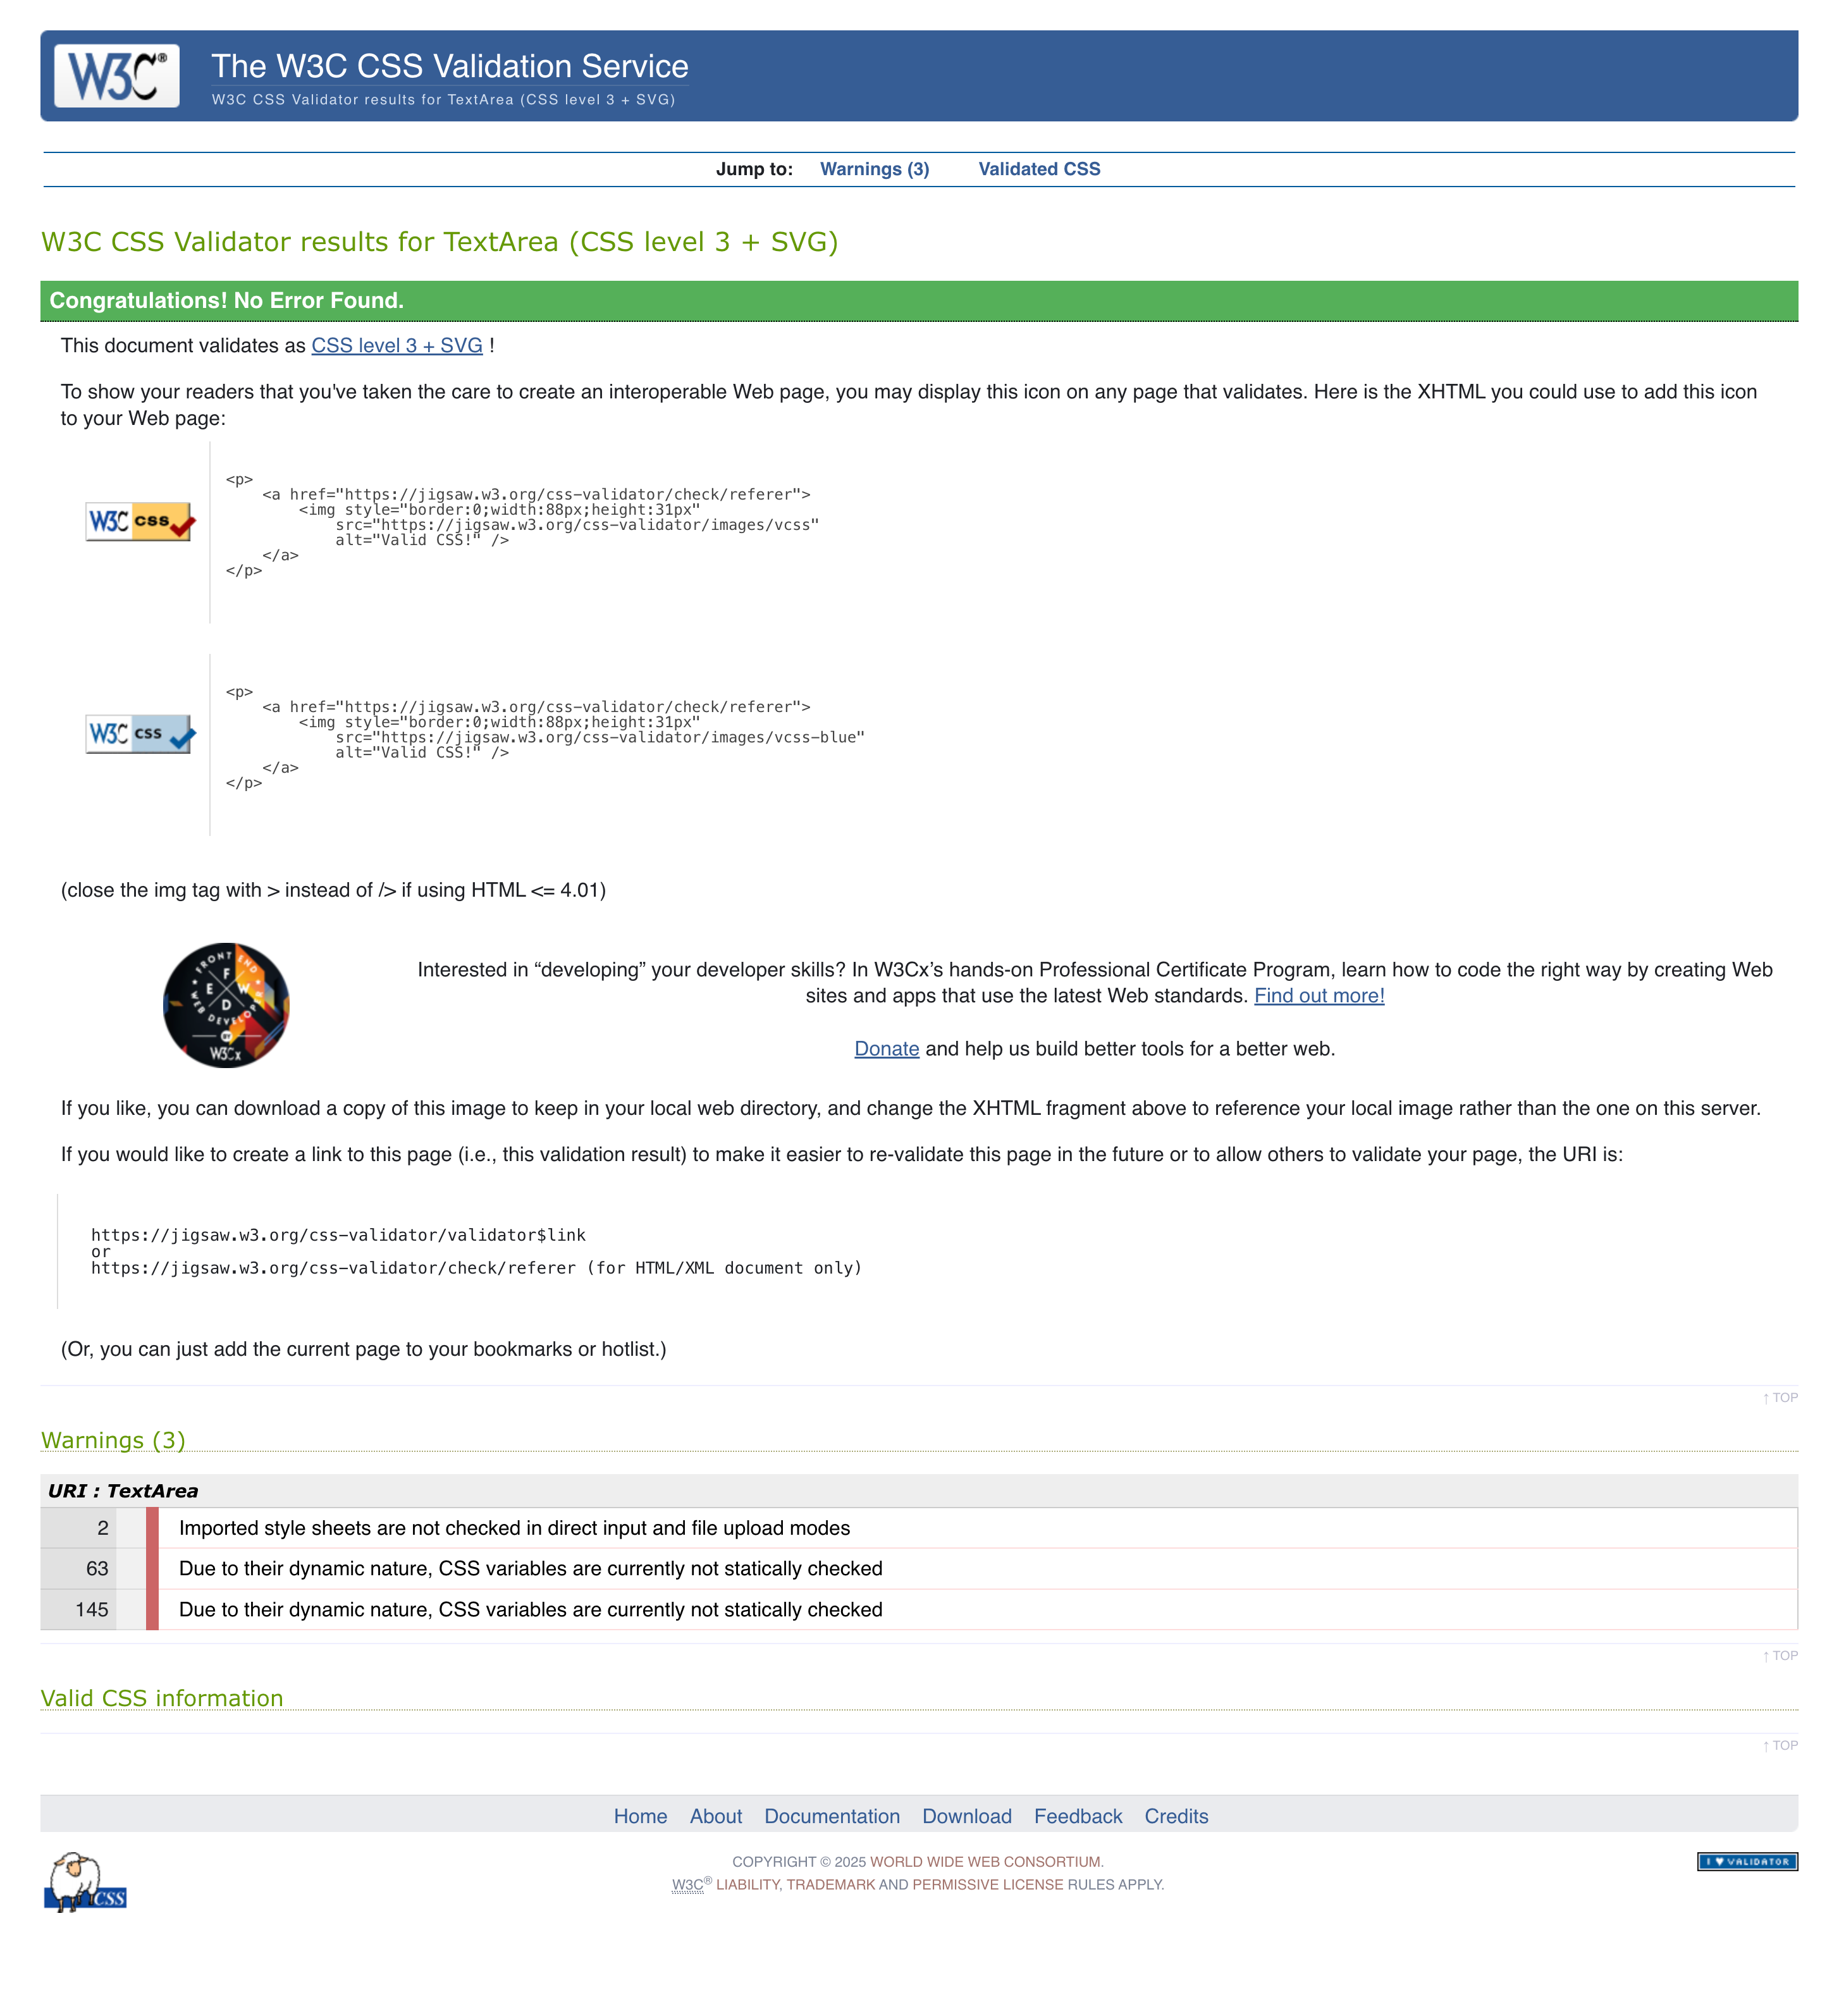 W3C®
The W3C CSS Validation Service
W3C CSS Validator results for TextArea (CSS level 3 + SVG)
Jump to: Warnings (3) Validated CSS
W3C CSS Validator results for TextArea (CSS level 3 + SVG)
Congratulations! No Error Found.
This document validates as CSS level 3 + SVG !
To show your readers that you've taken the care to create an interoperable Web page, you may display this icon on any page that validates. Here is the XHTML you could use to add this icon
to your Web page:
W3C css
<p>
    <a href="https://jigsaw.w3.org/css-validator/check/referer">
        <img style="border:0;width:88px;height:31px"
            src="https://jigsaw.w3.org/css-validator/images/vcss"
            alt="Valid CSS!" />
    </a>
</p>
W3C css
<p>
    <a href="https://jigsaw.w3.org/css-validator/check/referer">
        <img style="border:0;width:88px;height:31px"
            src="https://jigsaw.w3.org/css-validator/images/vcss-blue"
            alt="Valid CSS!" />
    </a>
</p>
(close the img tag with > instead of /> if using HTML <= 4.01)
FRONT END
F
E W
D
WEB DEVELOPER
BY
W3Cx
Interested in “developing” your developer skills? In W3Cx’s hands-on Professional Certificate Program, learn how to code the right way by creating Web
sites and apps that use the latest Web standards. Find out more!
Donate and help us build better tools for a better web.
If you like, you can download a copy of this image to keep in your local web directory, and change the XHTML fragment above to reference your local image rather than the one on this server.
If you would like to create a link to this page (i.e., this validation result) to make it easier to re-validate this page in the future or to allow others to validate your page, the URI is:
https://jigsaw.w3.org/css-validator/validator$link
or
https://jigsaw.w3.org/css-validator/check/referer (for HTML/XML document only)
(Or, you can just add the current page to your bookmarks or hotlist.)
↑ TOP
Warnings (3)
URI : TextArea
2 Imported style sheets are not checked in direct input and file upload modes
63 Due to their dynamic nature, CSS variables are currently not statically checked
145 Due to their dynamic nature, CSS variables are currently not statically checked
↑ TOP
Valid CSS information
↑ TOP
Home About Documentation Download Feedback Credits
CSS
COPYRIGHT © 2025 WORLD WIDE WEB CONSORTIUM.
W3C® LIABILITY, TRADEMARK AND PERMISSIVE LICENSE RULES APPLY.
I ♥ VALIDATOR